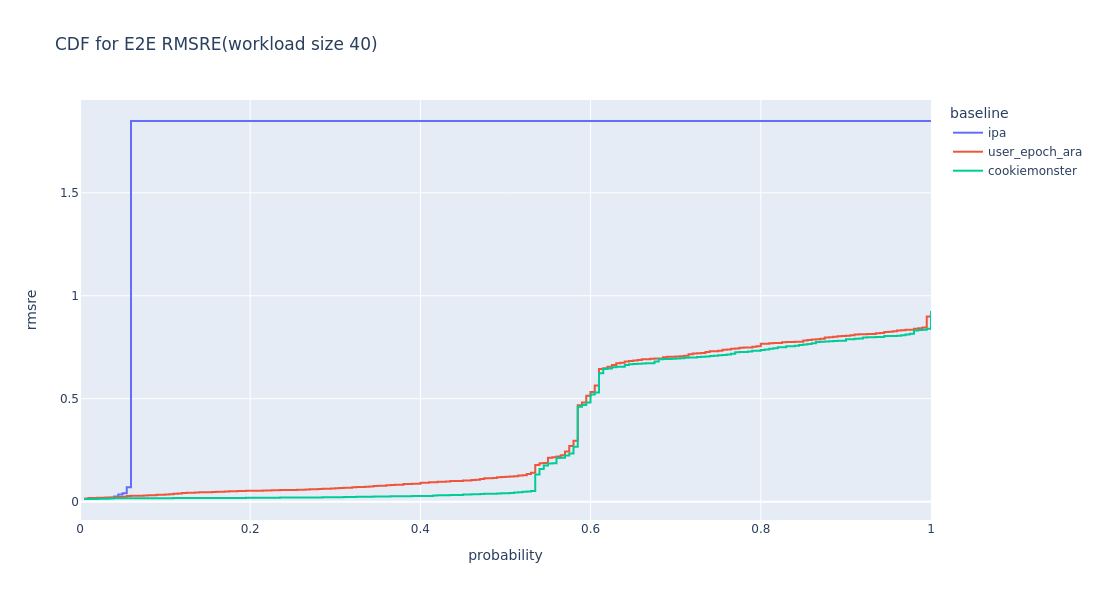 CDF for E2E RMSRE(workload size 40)
baseline
ipa
user_epoch_ara
cookiemonster
1.5
1
0.5
0
rmsre
0 0.2 0.4 0.6 0.8 1
probability